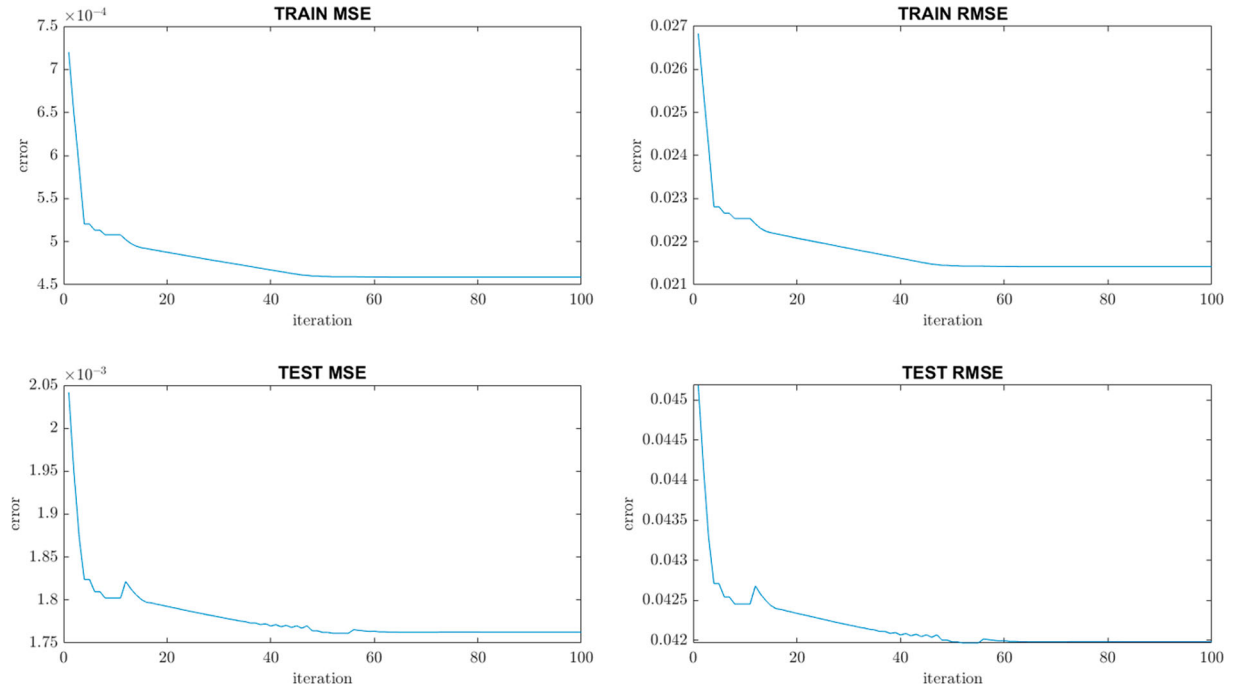 TRAIN MSE
×10⁻⁴
7.5
7
6.5
6
5.5
5
4.5
error
0 20 40 60 80 100
iteration
TRAIN RMSE
0.027
0.026
0.025
0.024
0.023
0.022
0.021
error
0 20 40 60 80 100
iteration
TEST MSE
×10⁻³
2.05
2
1.95
1.9
1.85
1.8
1.75
error
0 20 40 60 80 100
iteration
TEST RMSE
0.045
0.0445
0.044
0.0435
0.043
0.0425
0.042
error
0 20 40 60 80 100
iteration